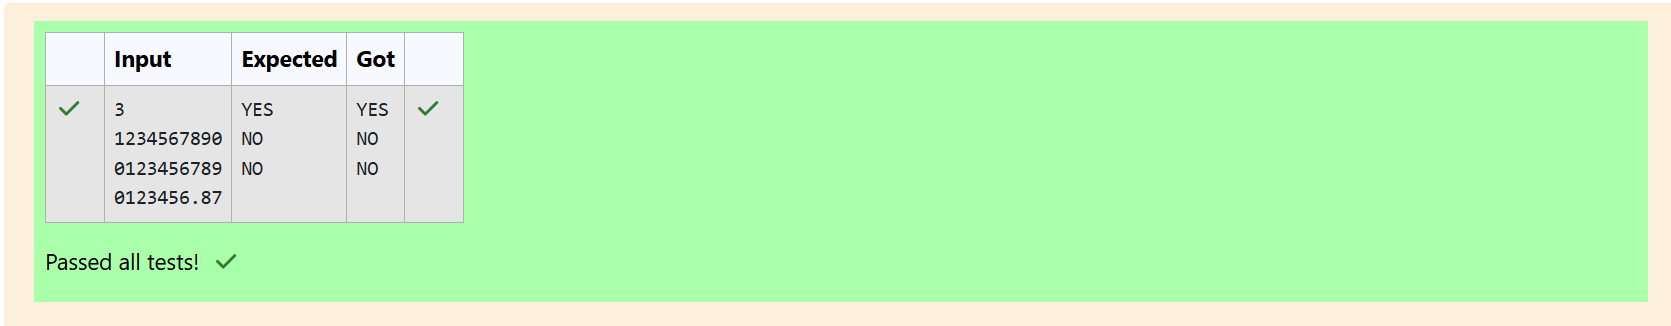 Input Expected Got
3 YES YES
1234567890 NO NO
0123456789 NO NO
0123456.87
Passed all tests!